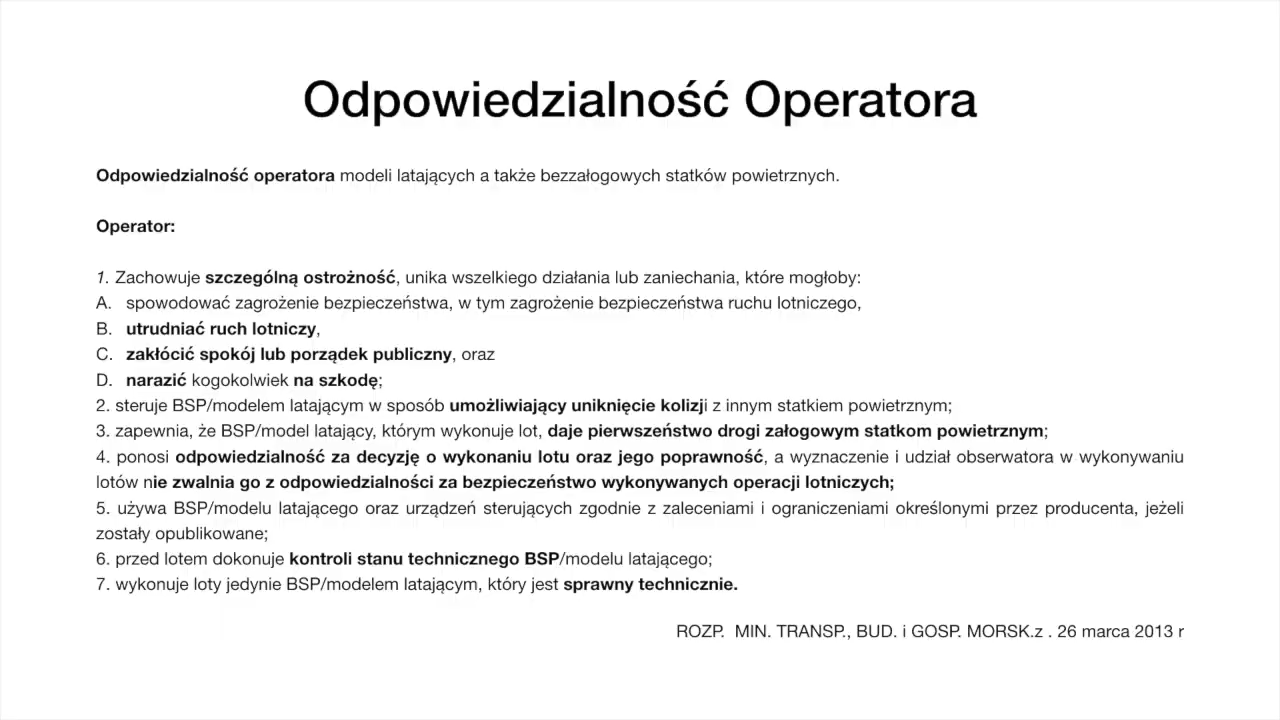 Odpowiedzialność Operatora
Odpowiedzialność operatora modeli latających a także bezzałogowych statków powietrznych.
Operator:
1. Zachowuje szczególną ostrożność, unika wszelkiego działania lub zaniechania, które mogłoby:
A. spowodować zagrożenie bezpieczeństwa, w tym zagrożenie bezpieczeństwa ruchu lotniczego,
B. utrudniać ruch lotniczy,
C. zakłócić spokój lub porządek publiczny, oraz
D. narazić kogokolwiek na szkodę;
2. steruje BSP/modelem latającym w sposób umożliwiający uniknięcie kolizji z innym statkiem powietrznym;
3. zapewnia, że BSP/model latający, którym wykonuje lot, daje pierwszeństwo drogi załogowym statkom powietrznym;
4. ponosi odpowiedzialność za decyzję o wykonaniu lotu oraz jego poprawność, a wyznaczenie i udział obserwatora w wykonywaniu
lotów nie zwalnia go z odpowiedzialności za bezpieczeństwo wykonywanych operacji lotniczych;
5. używa BSP/modelu latającego oraz urządzeń sterujących zgodnie z zaleceniami i ograniczeniami określonymi przez producenta, jeżeli
zostały opublikowane;
6. przed lotem dokonuje kontroli stanu technicznego BSP/modelu latającego;
7. wykonuje loty jedynie BSP/modelem latającym, który jest sprawny technicznie.
ROZP. MIN. TRANSP., BUD. i GOSP. MORSK.z . 26 marca 2013 r